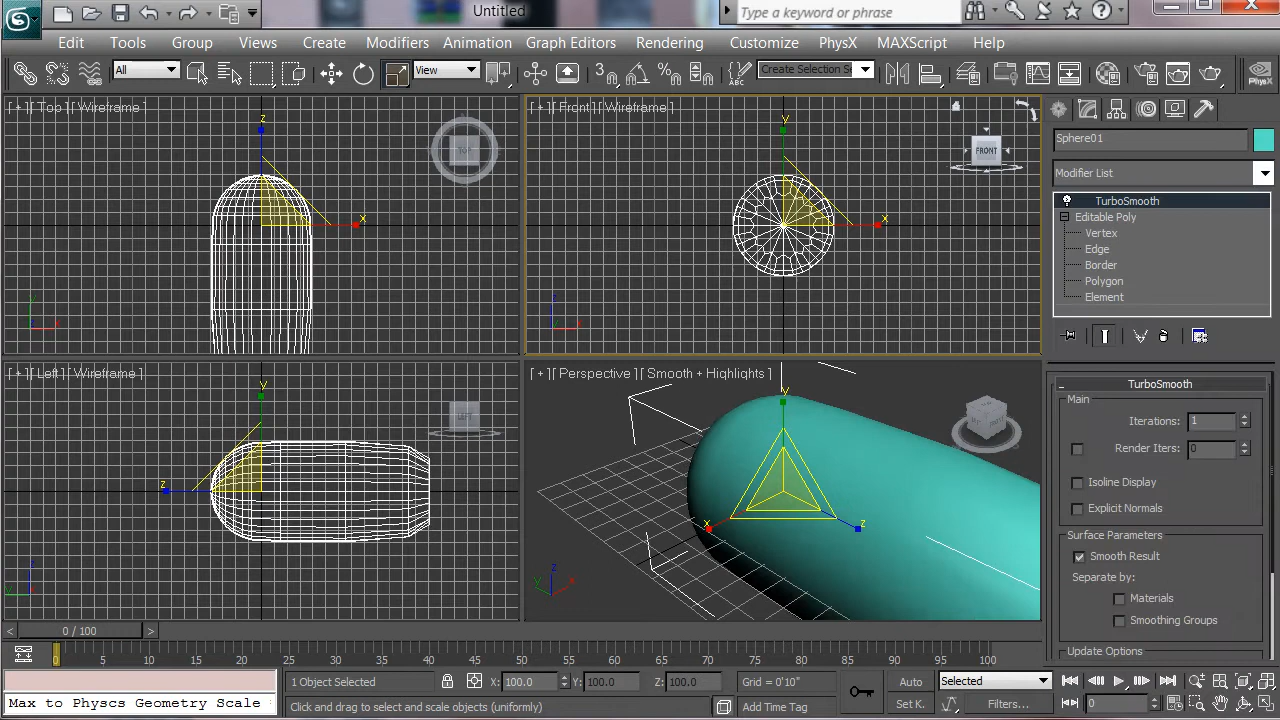 Untitled
Type a keyword or phrase
Edit Tools Group Views Create Modifiers Animation Graph Editors Rendering Customize PhysX MAXScript Help
All View 3 Create Selection Se PhysX
[ + ] [ Top ] [ Wireframe ] [ + ] [ Front ] [ Wireframe ]
z y
TOP FRONT
x x
y x z x
Sphere01
Modifier List
TurboSmooth
Editable Poly
Vertex
Edge
Border
Polygon
Element
[ + ] [ Left ] [ Wireframe ] [ + ] [ Perspective ] [ Smooth + Highlights ]
y y
LEFT
z x z
z y z y x
TurboSmooth
Main
Iterations: 1
Render Iters: 0
Isoline Display
Explicit Normals
Surface Parameters
Smooth Result
Separate by:
Materials
Smoothing Groups
Update Options
< 0 / 100 >
0 5 10 15 20 25 30 35 40 45 50 55 60 65 70 75 80 85 90 95 100
1 Object Selected X: 100.0 Y: 100.0 Z: 100.0 Grid = 0'10" Auto Selected
Max to Physcs Geometry Scale Click and drag to select and scale objects (uniformly) Add Time Tag Set K. Filters... 0